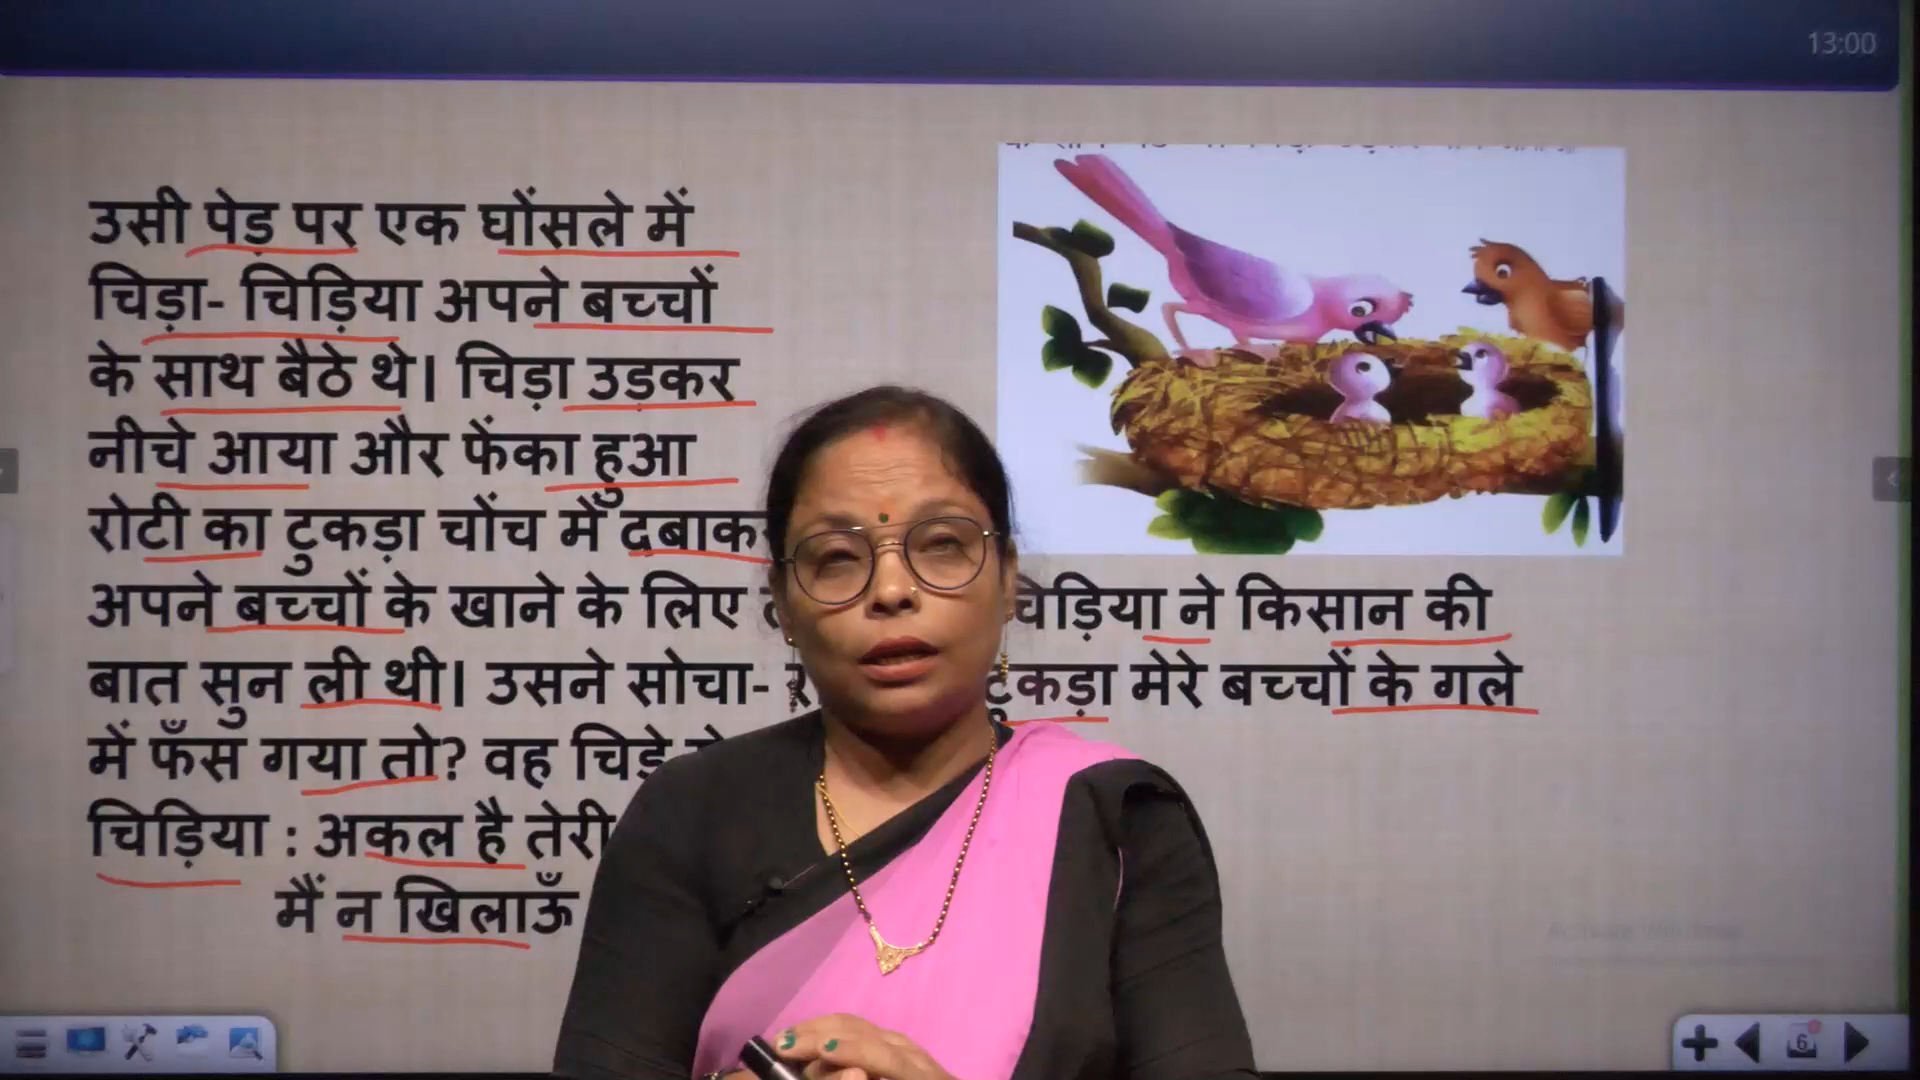 13:00
उसी पेड़ पर एक घोंसले में
चिड़ा- चिड़िया अपने बच्चों
के साथ बैठे थे। चिड़ा उड़कर
नीचे आया और फेंका हुआ
रोटी का टुकड़ा चोंच में
अपने बच्चों के खाने के लिए ने किसान की
बात सुन ली थी। उसने सोचा- टुकड़ा मेरे बच्चों के गले
में फँस गया तो? वह
चिड़िया : अकल है तेरी
मैं न खिलाऊँ
6